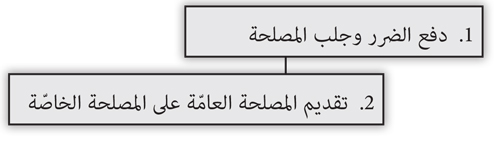 1. دفع الضرر وجلب المصلحة
2. تقديم المصلحة العامّة على المصلحة الخاصّة